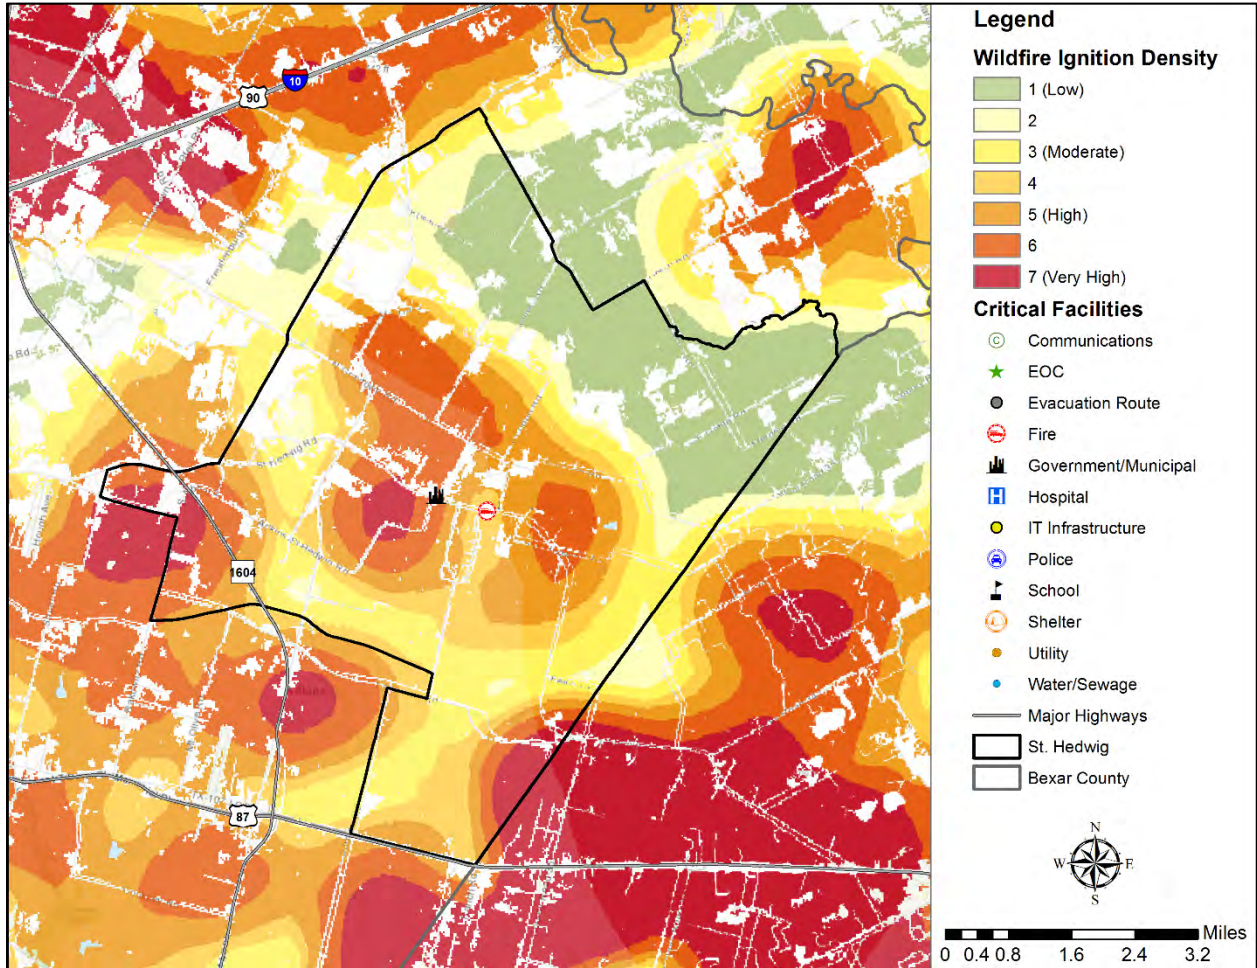 Legend
Wildfire Ignition Density
1 (Low)
2
3 (Moderate)
4
5 (High)
6
7 (Very High)
Critical Facilities
Communications
EOC
Evacuation Route
Fire
Government/Municipal
Hospital
IT Infrastructure
Police
School
Shelter
Utility
Water/Sewage
Major Highways
St. Hedwig
Bexar County
N
W E
S
Miles
0 0.4 0.8 1.6 2.4 3.2
10
90
St Hedwig Rd
1604
87